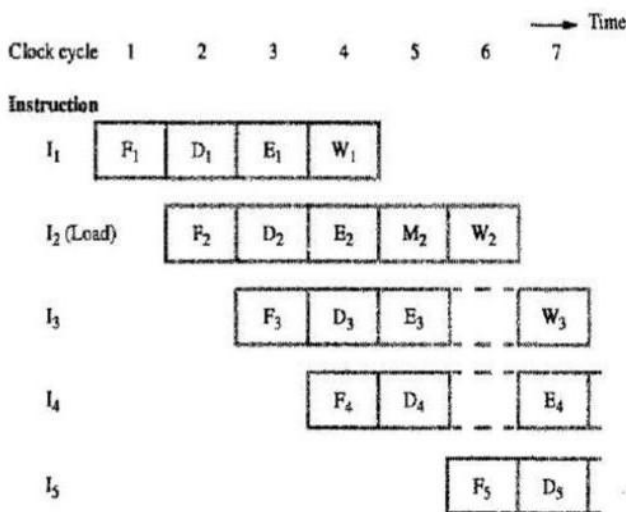 Time
Clock cycle 1 2 3 4 5 6 7
Instruction
I1 F1 D1 E1 W1
I2 (Load) F2 D2 E2 M2 W2
I3 F3 D3 E3 W3
I4 F4 D4 E4
I5 F5 D5